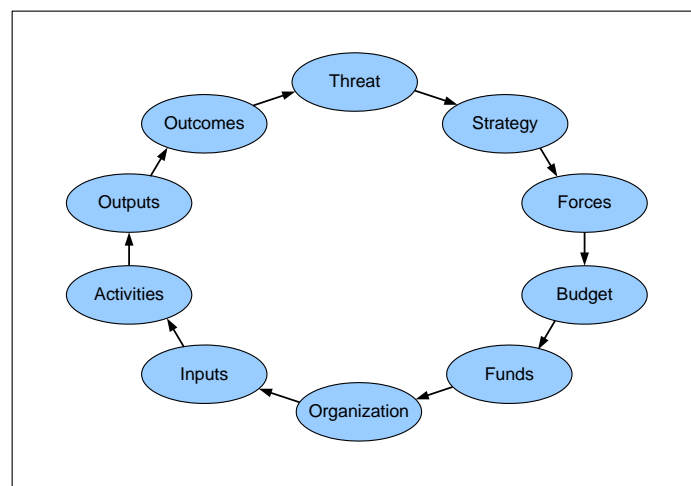 Threat
Strategy
Forces
Budget
Funds
Organization
Inputs
Activities
Outputs
Outcomes